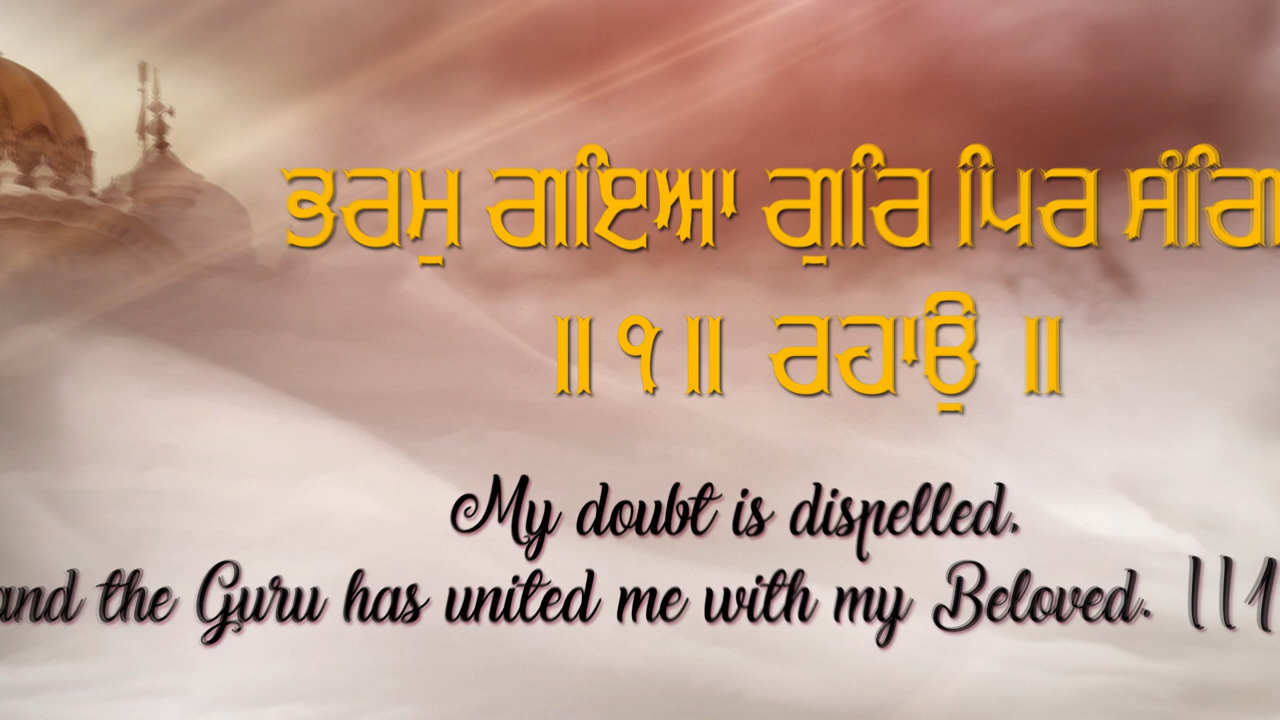 ਭਰਮੁ ਗਇਆ ਗੁਰਿ ਪਿਰ ਸੰਗਿ
॥ ੧ ॥ ਰਹਾਉ ॥
My doubt is dispelled.
and the Guru has united me with my Beloved. ||1